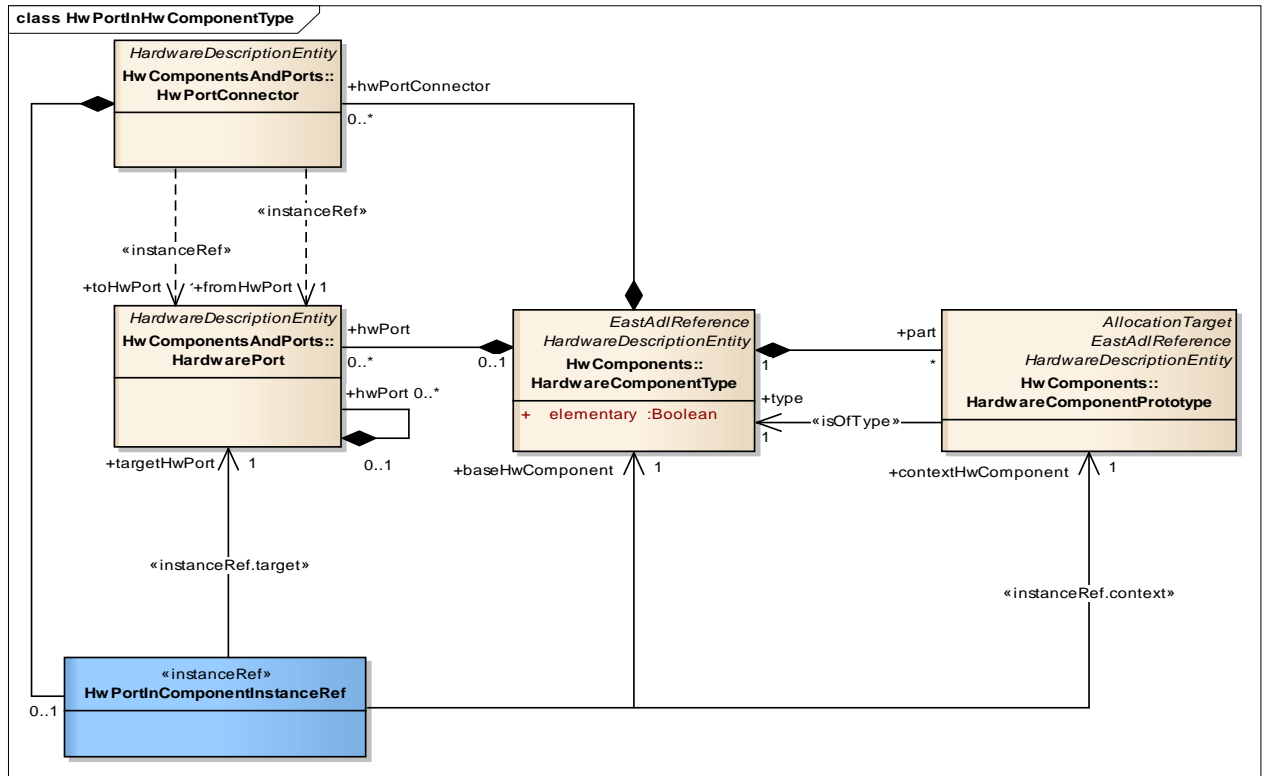 class HwPortInHwComponentType
HardwareDescriptionEntity
HwComponentsAndPorts::
HwPortConnector
+hwPortConnector
0..*
«instanceRef»
«instanceRef»
+toHwPort
1
+fromHwPort
1
HardwareDescriptionEntity
HwComponentsAndPorts::
HardwarePort
+hwPort
0..*
0..1
+hwPort 0..*
0..1
EastAdlReference
HardwareDescriptionEntity
HwComponents::
HardwareComponentType
+ elementary :Boolean
1
+part
*
+type
1
«isOfType»
AllocationTarget
EastAdlReference
HardwareDescriptionEntity
HwComponents::
HardwareComponentPrototype
+targetHwPort
1
+baseHwComponent
1
+contextHwComponent
1
«instanceRef.target»
«instanceRef.context»
«instanceRef»
HwPortInComponentInstanceRef
0..1